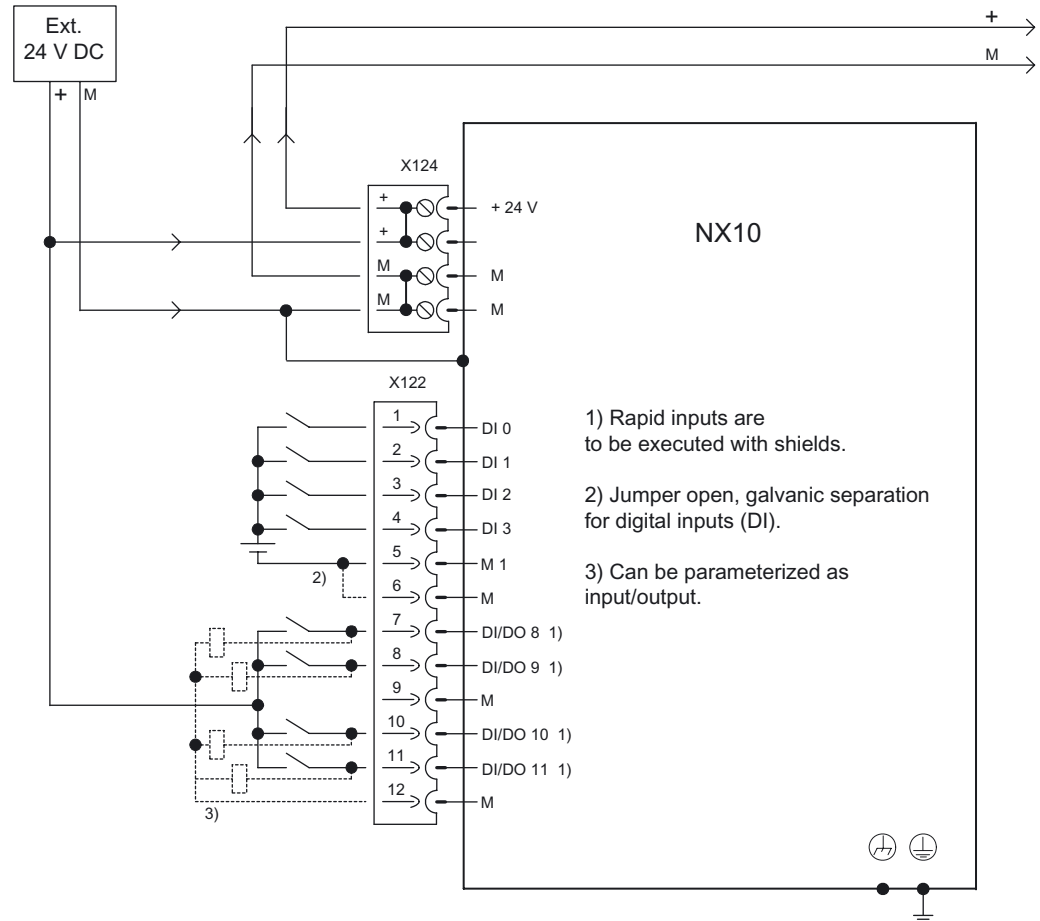 Ext.
24 V DC
+
M
+
M
X124
+
+ 24 V
+
M
M
M
M
NX10
X122
1
DI 0
2
DI 1
3
DI 2
4
DI 3
5
M 1
2)
6
M
7
DI/DO 8 1)
8
DI/DO 9 1)
9
M
10
DI/DO 10 1)
11
DI/DO 11 1)
12
M
3)
1) Rapid inputs are
to be executed with shields.
2) Jumper open, galvanic separation
for digital inputs (DI).
3) Can be parameterized as
input/output.